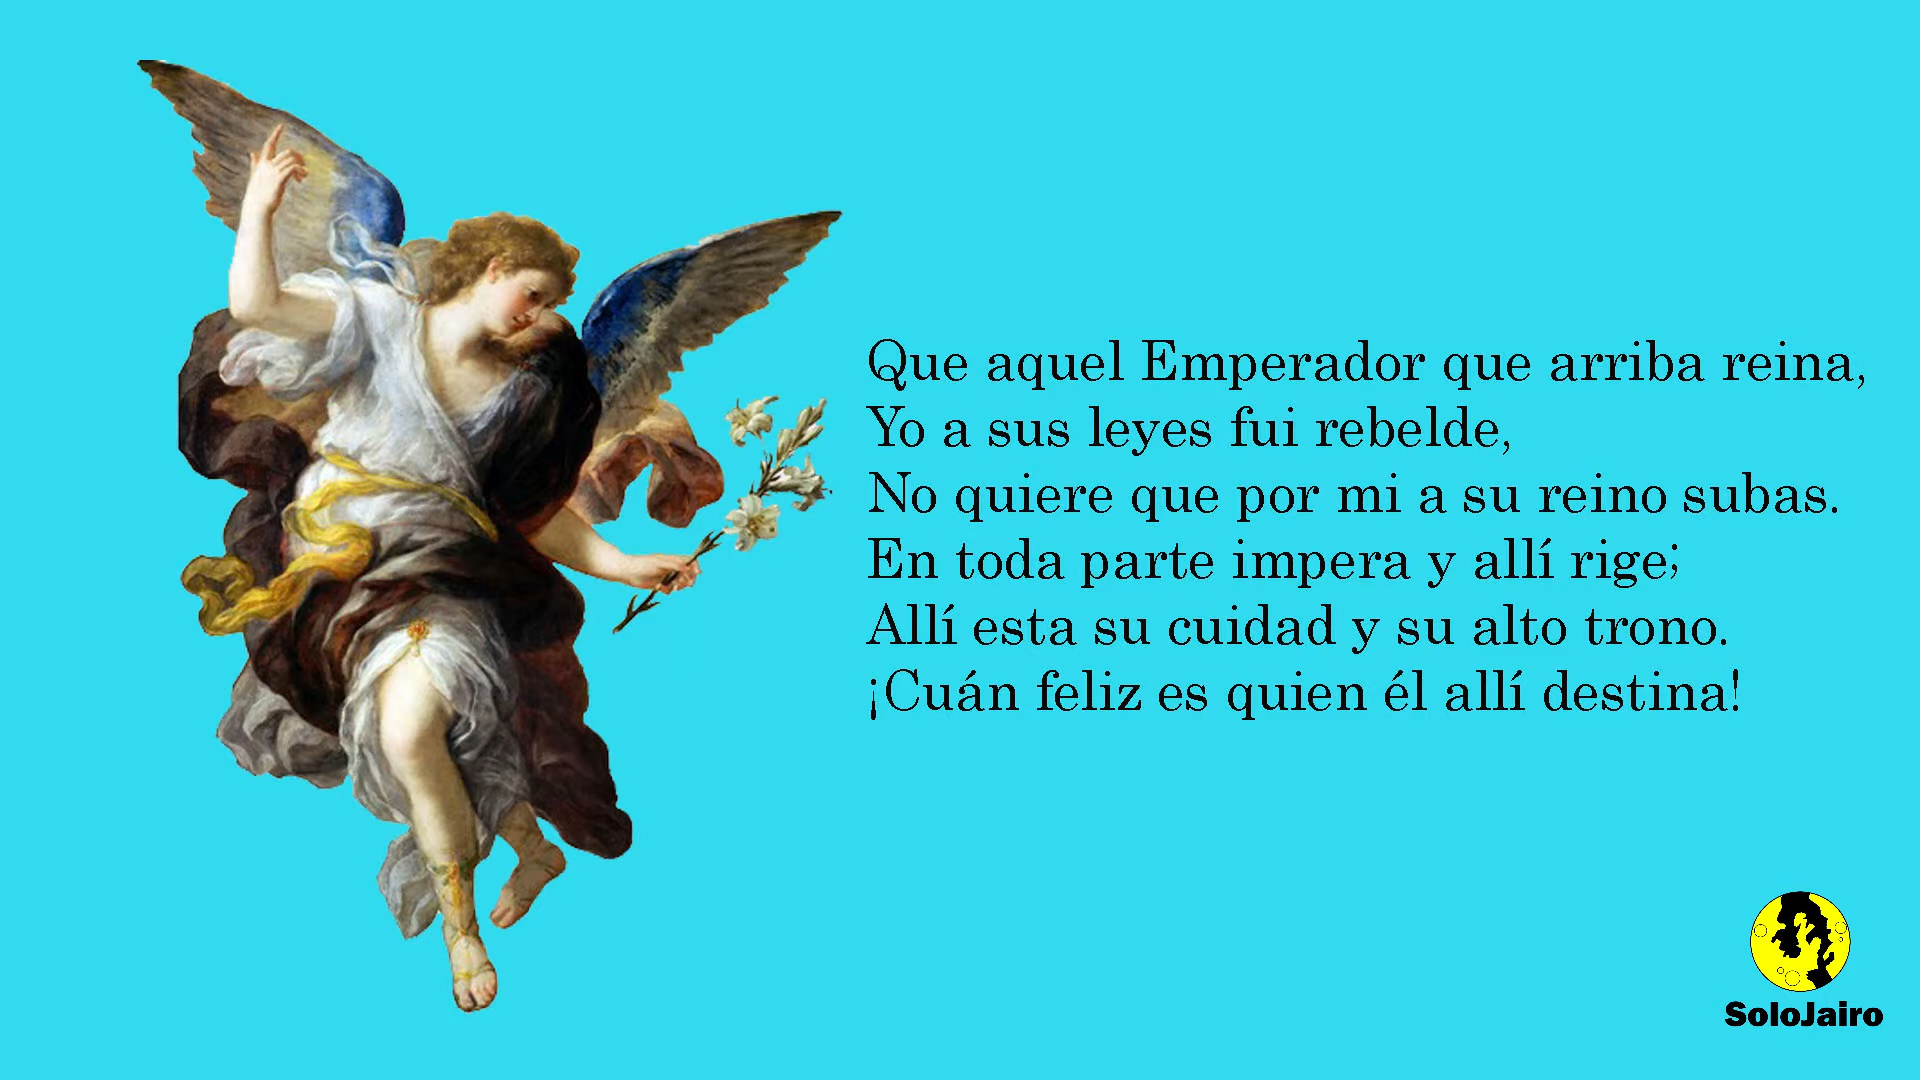 Que aquel Emperador que arriba reina,
Yo a sus leyes fui rebelde,
No quiere que por mi a su reino subas.
En toda parte impera y allí rige;
Allí esta su cuidad y su alto trono.
¡Cuán feliz es quien él allí destina!
SoloJairo